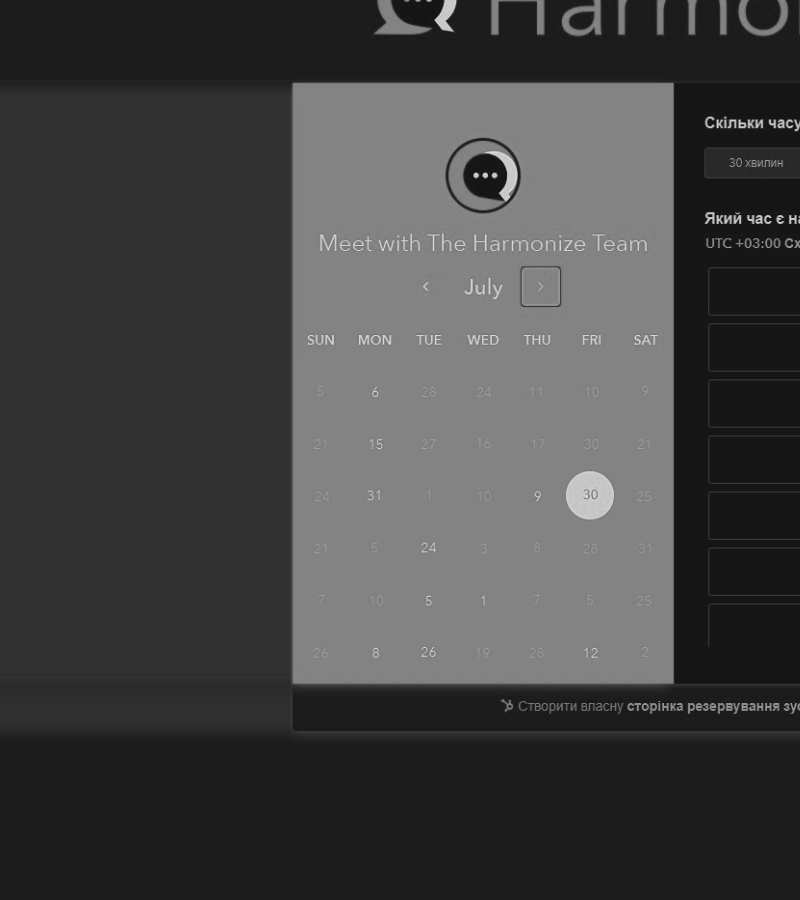 Harmo
Meet with The Harmonize Team
July
SUN MON TUE WED THU FRI SAT
5 6 28 24 11 10 9
21 15 27 16 17 30 21
24 31 1 10 9 30 25
21 5 24 3 8 28 31
7 10 5 1 7 5 25
26 8 26 19 28 12 2
Скільки часу
30 хвилин
Який час є на
UTC +03:00 Сх
Створити власну сторінка резервування зус